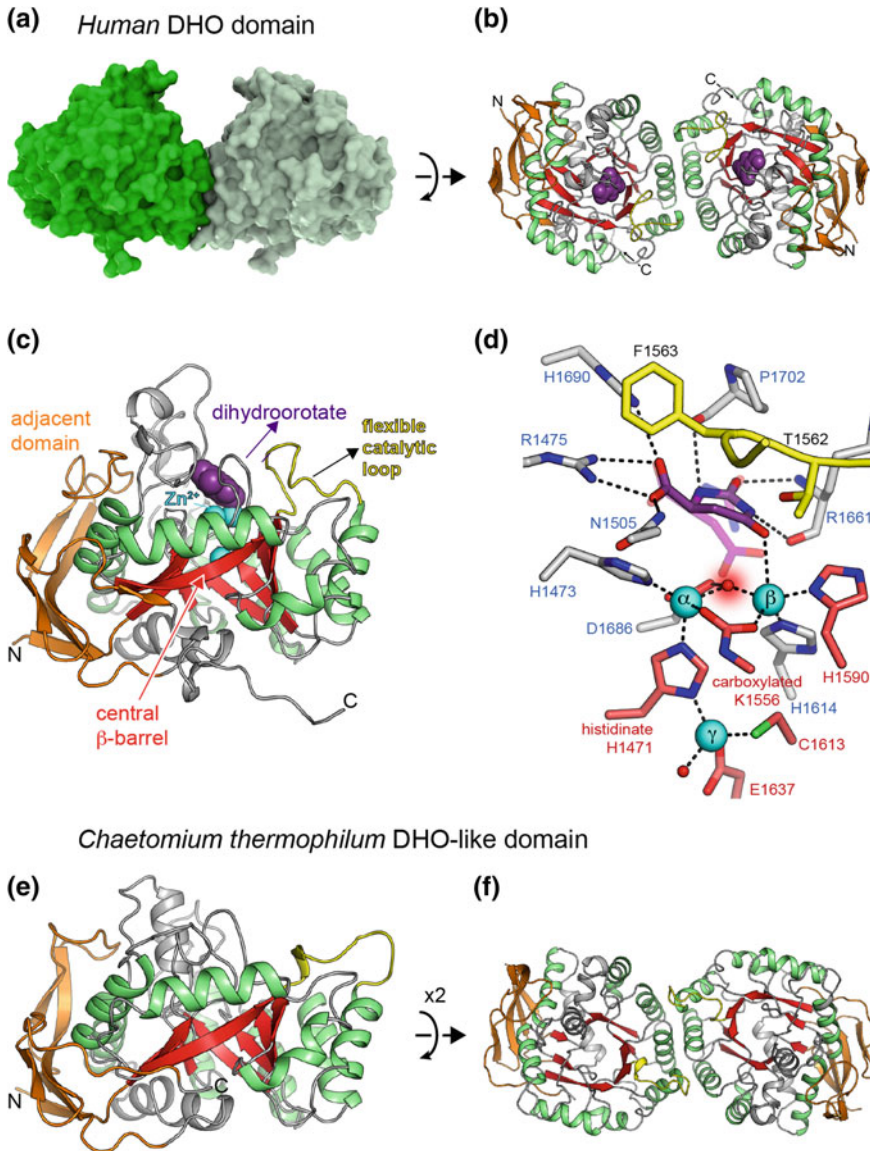 (a)
Human DHO domain
(b)
N
C
C
N
(c)
adjacent
domain
dihydroorotate
flexible
catalytic
loop
Zn²⁺
N
C
central
β-barrel
(d)
F1563
H1690
P1702
R1475
T1562
N1505
R1661
H1473
α
β
D1686
carboxylated
K1556
H1590
H1614
histidinate
H1471
γ
C1613
E1637
Chaetomium thermophilum DHO-like domain
(e)
N
C
x2
(f)